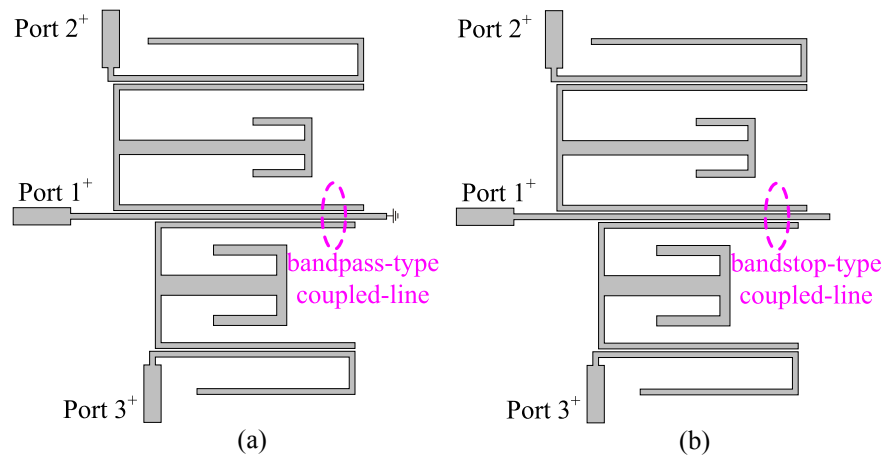 Port 2+
Port 1+
bandpass-type
coupled-line
Port 3+
(a)
Port 2+
Port 1+
bandstop-type
coupled-line
Port 3+
(b)